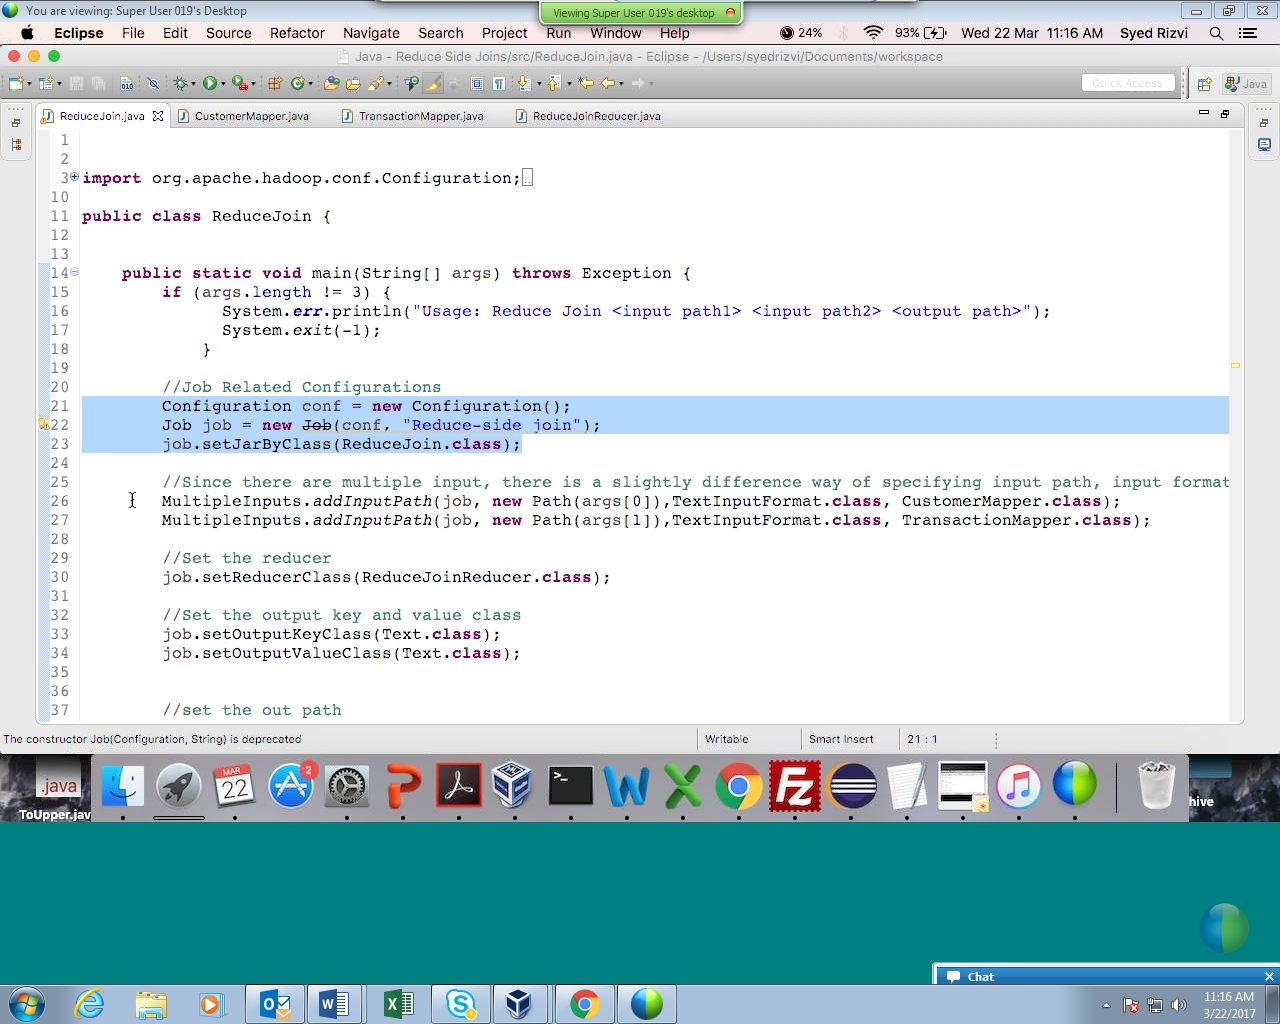 You are viewing: Super User 019's Desktop
Viewing Super User 019's desktop
Eclipse File Edit Source Refactor Navigate Search Project Run Window Help 24% 93% Wed 22 Mar 11:16 AM Syed Rizvi
Java - Reduce Side Joins/src/ReduceJoin.java - Eclipse - /Users/syedrizvi/Documents/workspace
Quick Access Java
ReduceJoin.java CustomerMapper.java TransactionMapper.java ReduceJoinReducer.java
1
2
3 import org.apache.hadoop.conf.Configuration;
10
11 public class ReduceJoin {
12
13
14 public static void main(String[] args) throws Exception {
15 if (args.length != 3) {
16 System.err.println("Usage: Reduce Join <input path1> <input path2> <output path>");
17 System.exit(-1);
18 }
19
20 //Job Related Configurations
21 Configuration conf = new Configuration();
22 Job job = new Job(conf, "Reduce-side join");
23 job.setJarByClass(ReduceJoin.class);
24
25 //Since there are multiple input, there is a slightly difference way of specifying input path, input format
26 MultipleInputs.addInputPath(job, new Path(args[0]),TextInputFormat.class, CustomerMapper.class);
27 MultipleInputs.addInputPath(job, new Path(args[1]),TextInputFormat.class, TransactionMapper.class);
28
29 //Set the reducer
30 job.setReducerClass(ReduceJoinReducer.class);
31
32 //Set the output key and value class
33 job.setOutputKeyClass(Text.class);
34 job.setOutputValueClass(Text.class);
35
36
37 //set the out path
The constructor Job(Configuration, String) is deprecated Writable Smart Insert 21 : 1
.java
MAR
22
2
ToUpper.jav
hive
Chat
11:16 AM
3/22/2017